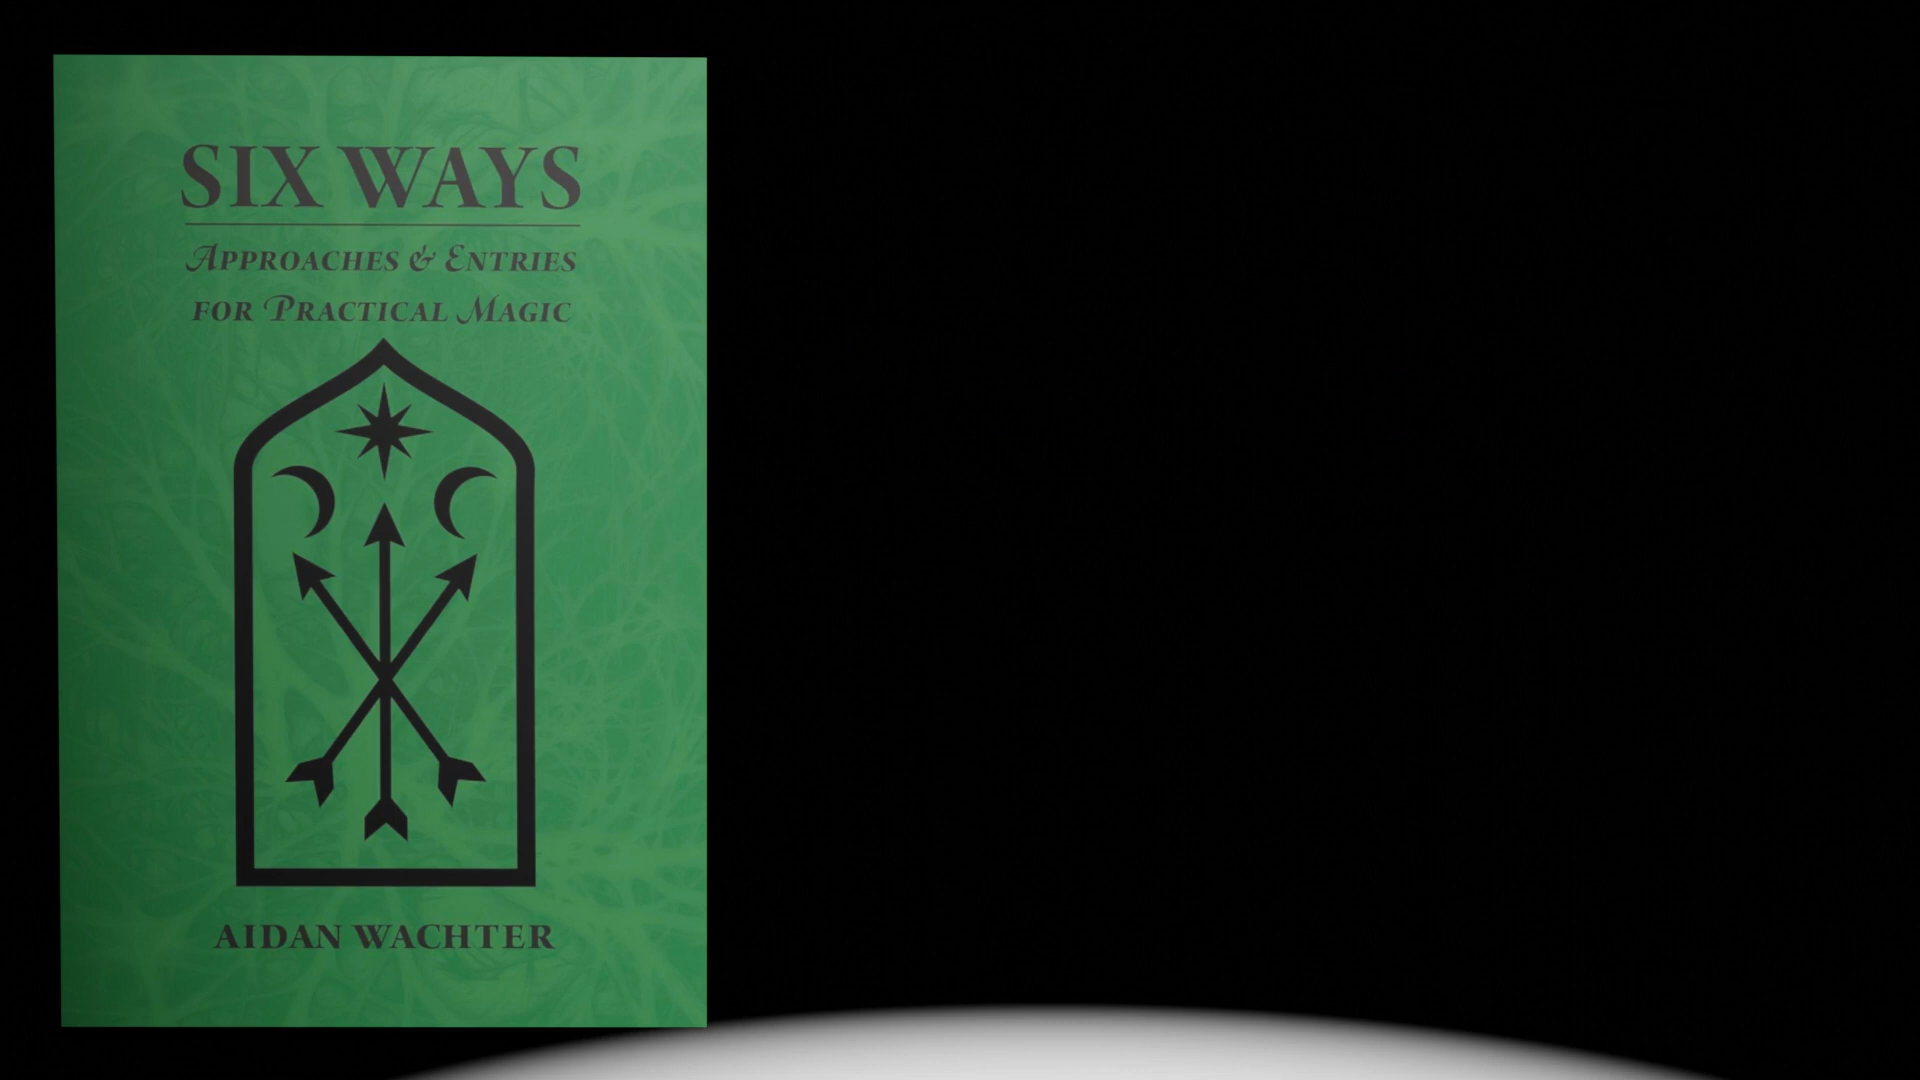 SIX WAYS
APPROACHES & ENTRIES
FOR PRACTICAL MAGIC
AIDAN WACHTER